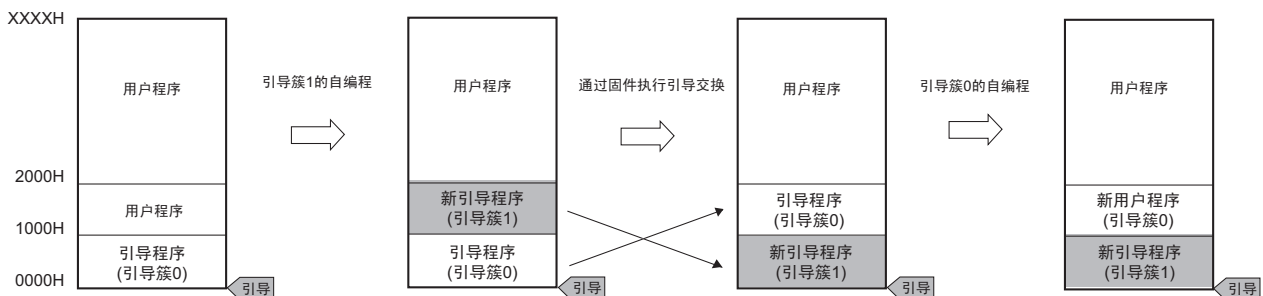 XXXXH
2000H
1000H
0000H
用户程序
用户程序
引导程序
(引导簇0)
引导
引导簇1的自编程
用户程序
新引导程序
(引导簇1)
引导程序
(引导簇0)
引导
通过固件执行引导交换
用户程序
引导程序
(引导簇0)
新引导程序
(引导簇1)
引导
引导簇0的自编程
用户程序
新用户程序
(引导簇0)
新引导程序
(引导簇1)
引导